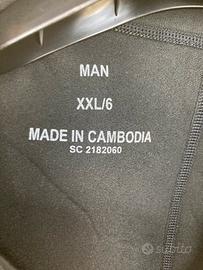 MAN
XXL/6
MADE IN CAMBODIA
SC 2182060
subito